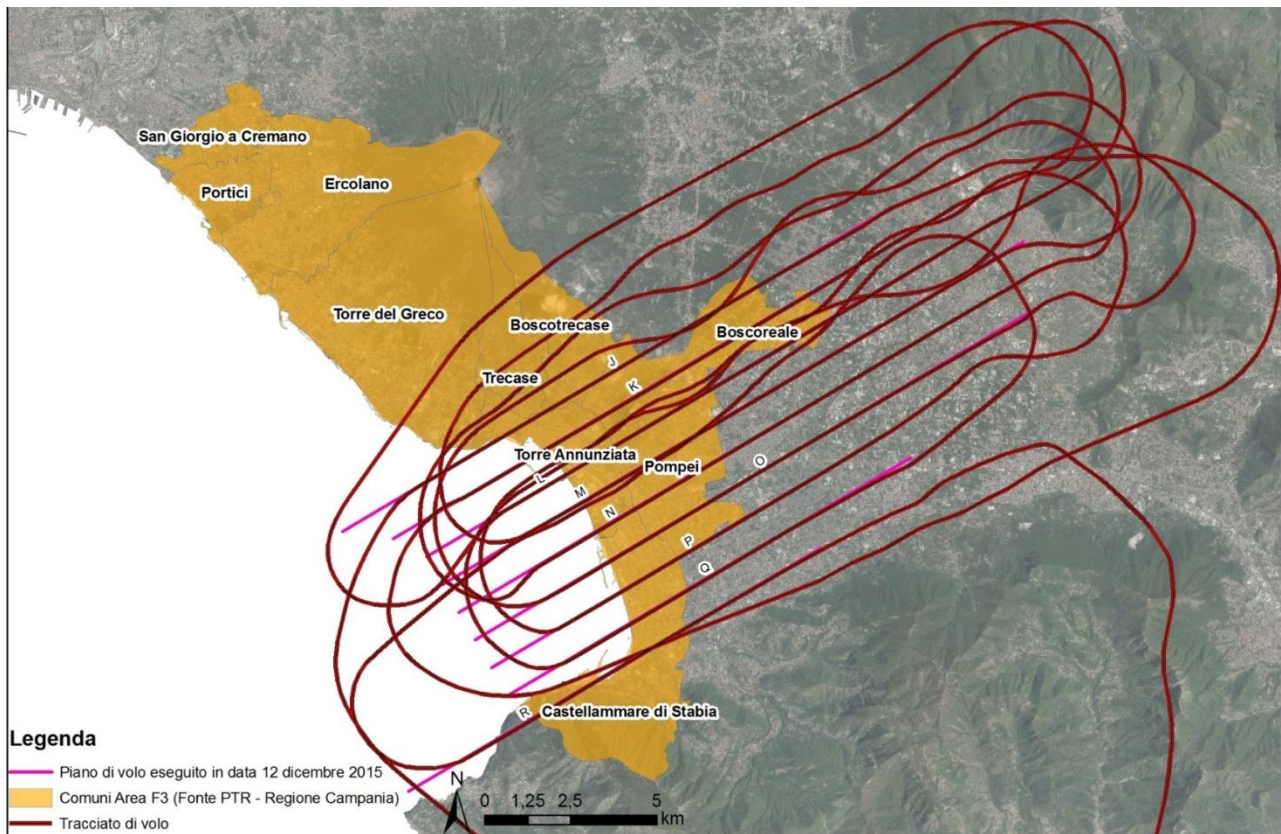 San Giorgio a Cremano
Portici
Ercolano
Torre del Greco
Boscotrecase
Boscoreale
J
Trecase
K
Torre Annunziata
Pompei
O
L
M
N
P
Q
R
Castellammare di Stabia
Legenda
Piano di volo eseguito in data 12 dicembre 2015
Comuni Area F3 (Fonte PTR - Regione Campania)
Tracciato di volo
N
0 1,25 2,5 5
km